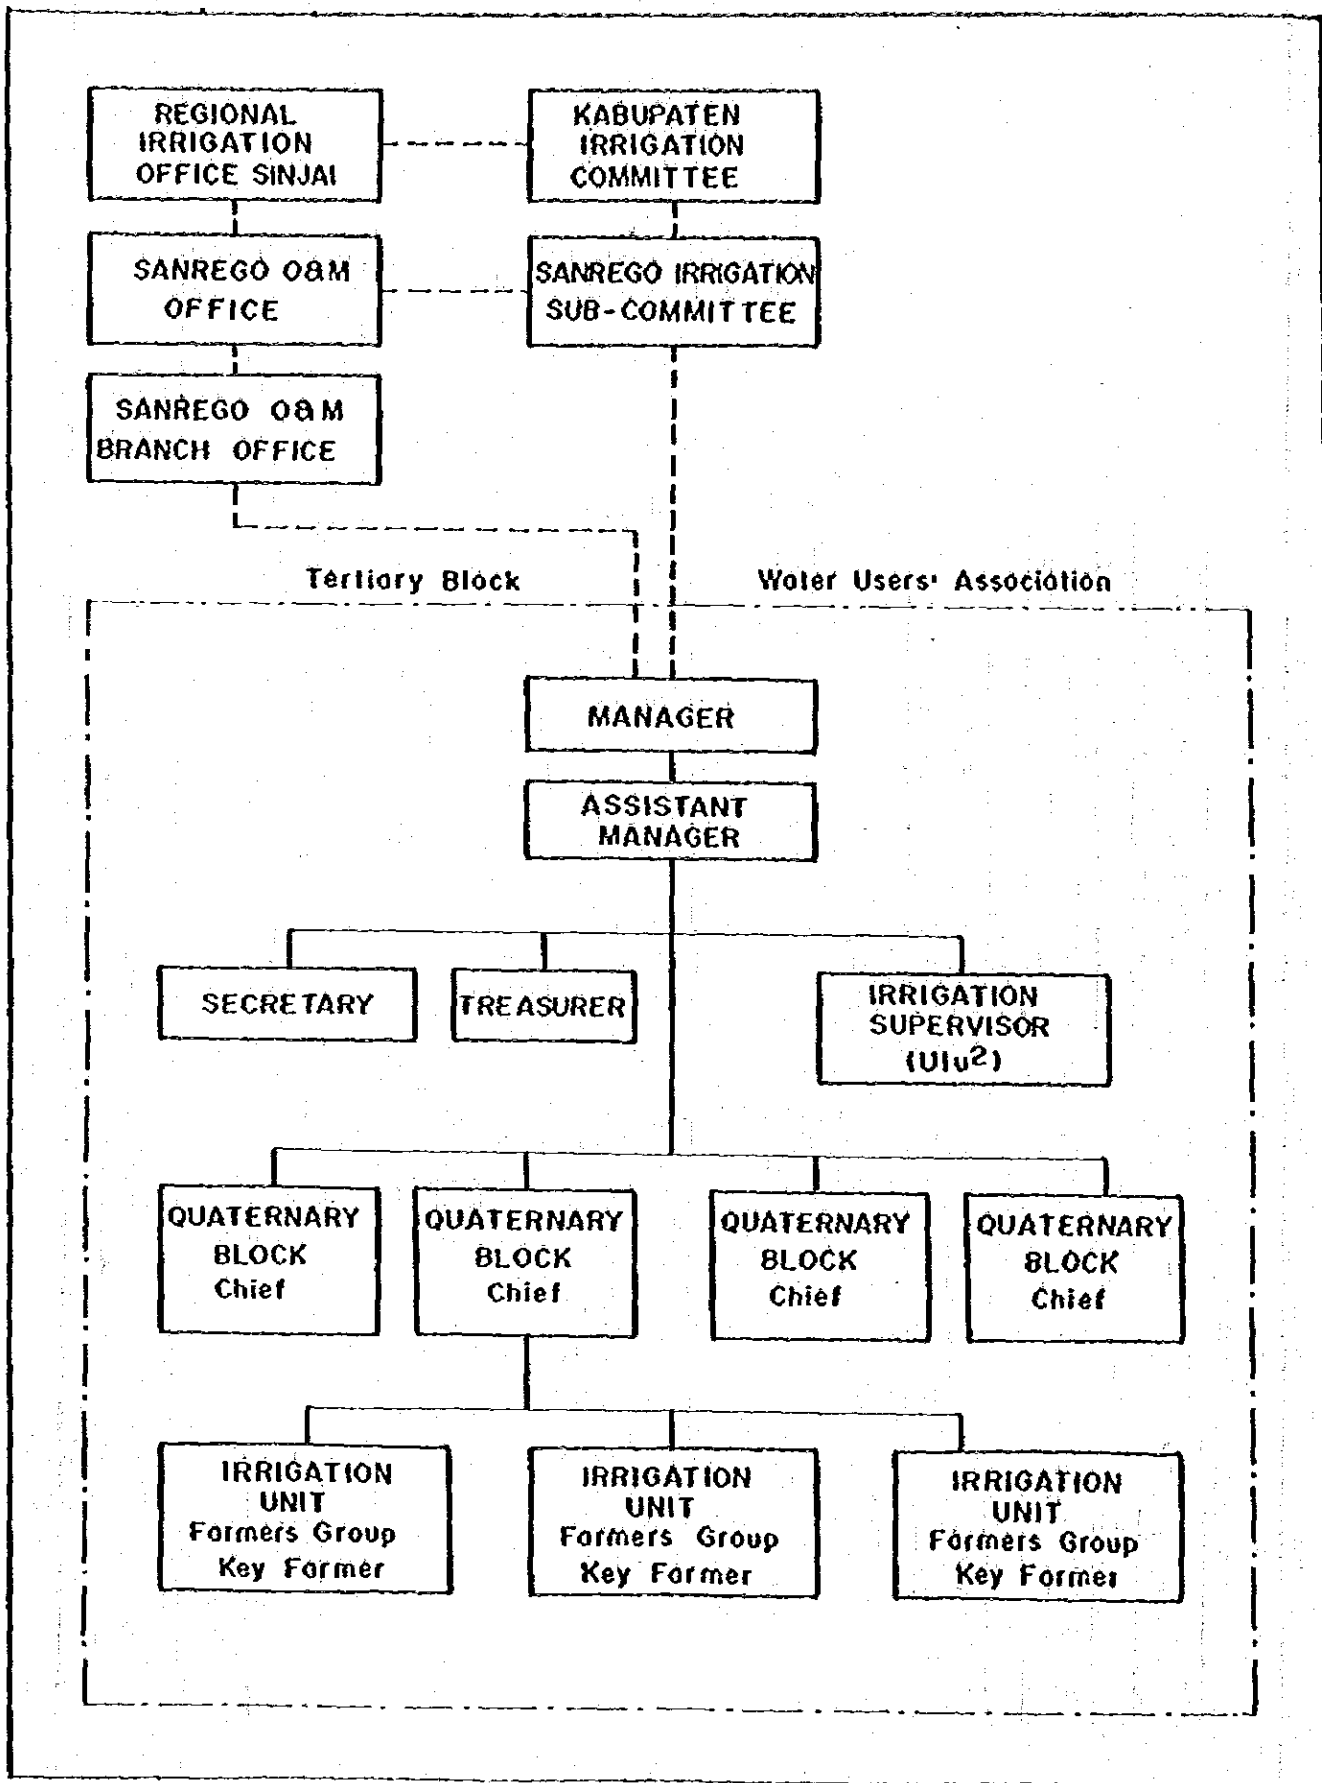 REGIONAL
IRRIGATION
OFFICE SINJAI
KABUPATEN
IRRIGATION
COMMITTEE
SANREGO O&M
OFFICE
SANREGO IRRIGATION
SUB-COMMITTEE
SANREGO O&M
BRANCH OFFICE
Tertiary Block
Water Users' Association
MANAGER
ASSISTANT
MANAGER
SECRETARY
TREASURER
IRRIGATION
SUPERVISOR
(Ulu²)
QUATERNARY
BLOCK
Chief
QUATERNARY
BLOCK
Chief
QUATERNARY
BLOCK
Chief
QUATERNARY
BLOCK
Chief
IRRIGATION
UNIT
Farmers Group
Key Farmer
IRRIGATION
UNIT
Farmers Group
Key Farmer
IRRIGATION
UNIT
Farmers Group
Key Farmer